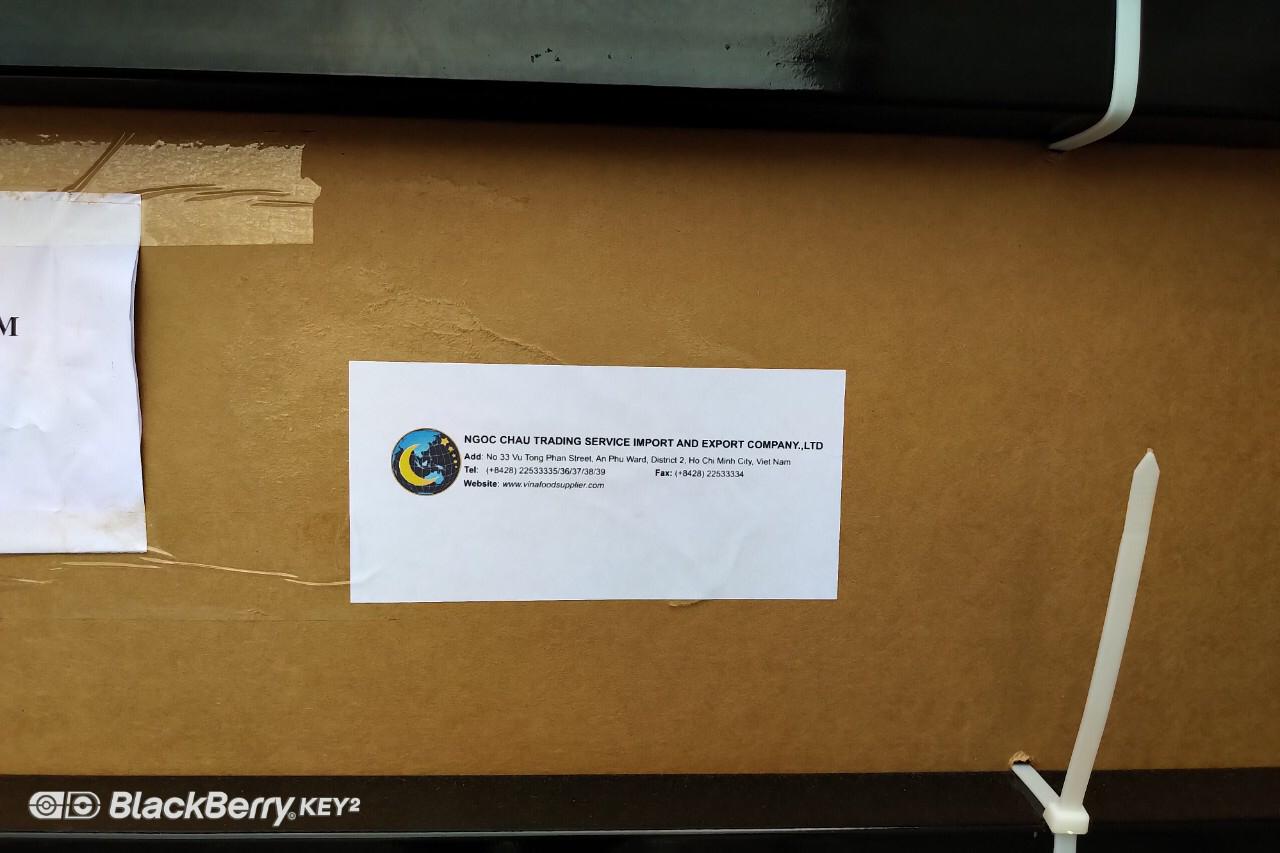 M
NGOC CHAU TRADING SERVICE IMPORT AND EXPORT COMPANY.,LTD
Add: No 33 Vu Tong Phan Street, An Phu Ward, District 2, Ho Chi Minh City, Viet Nam
Tel: (+8428) 22533335/36/37/38/39 Fax: (+8428) 22533334
Website: www.vinafoodsupplier.com
BlackBerry® KEY2